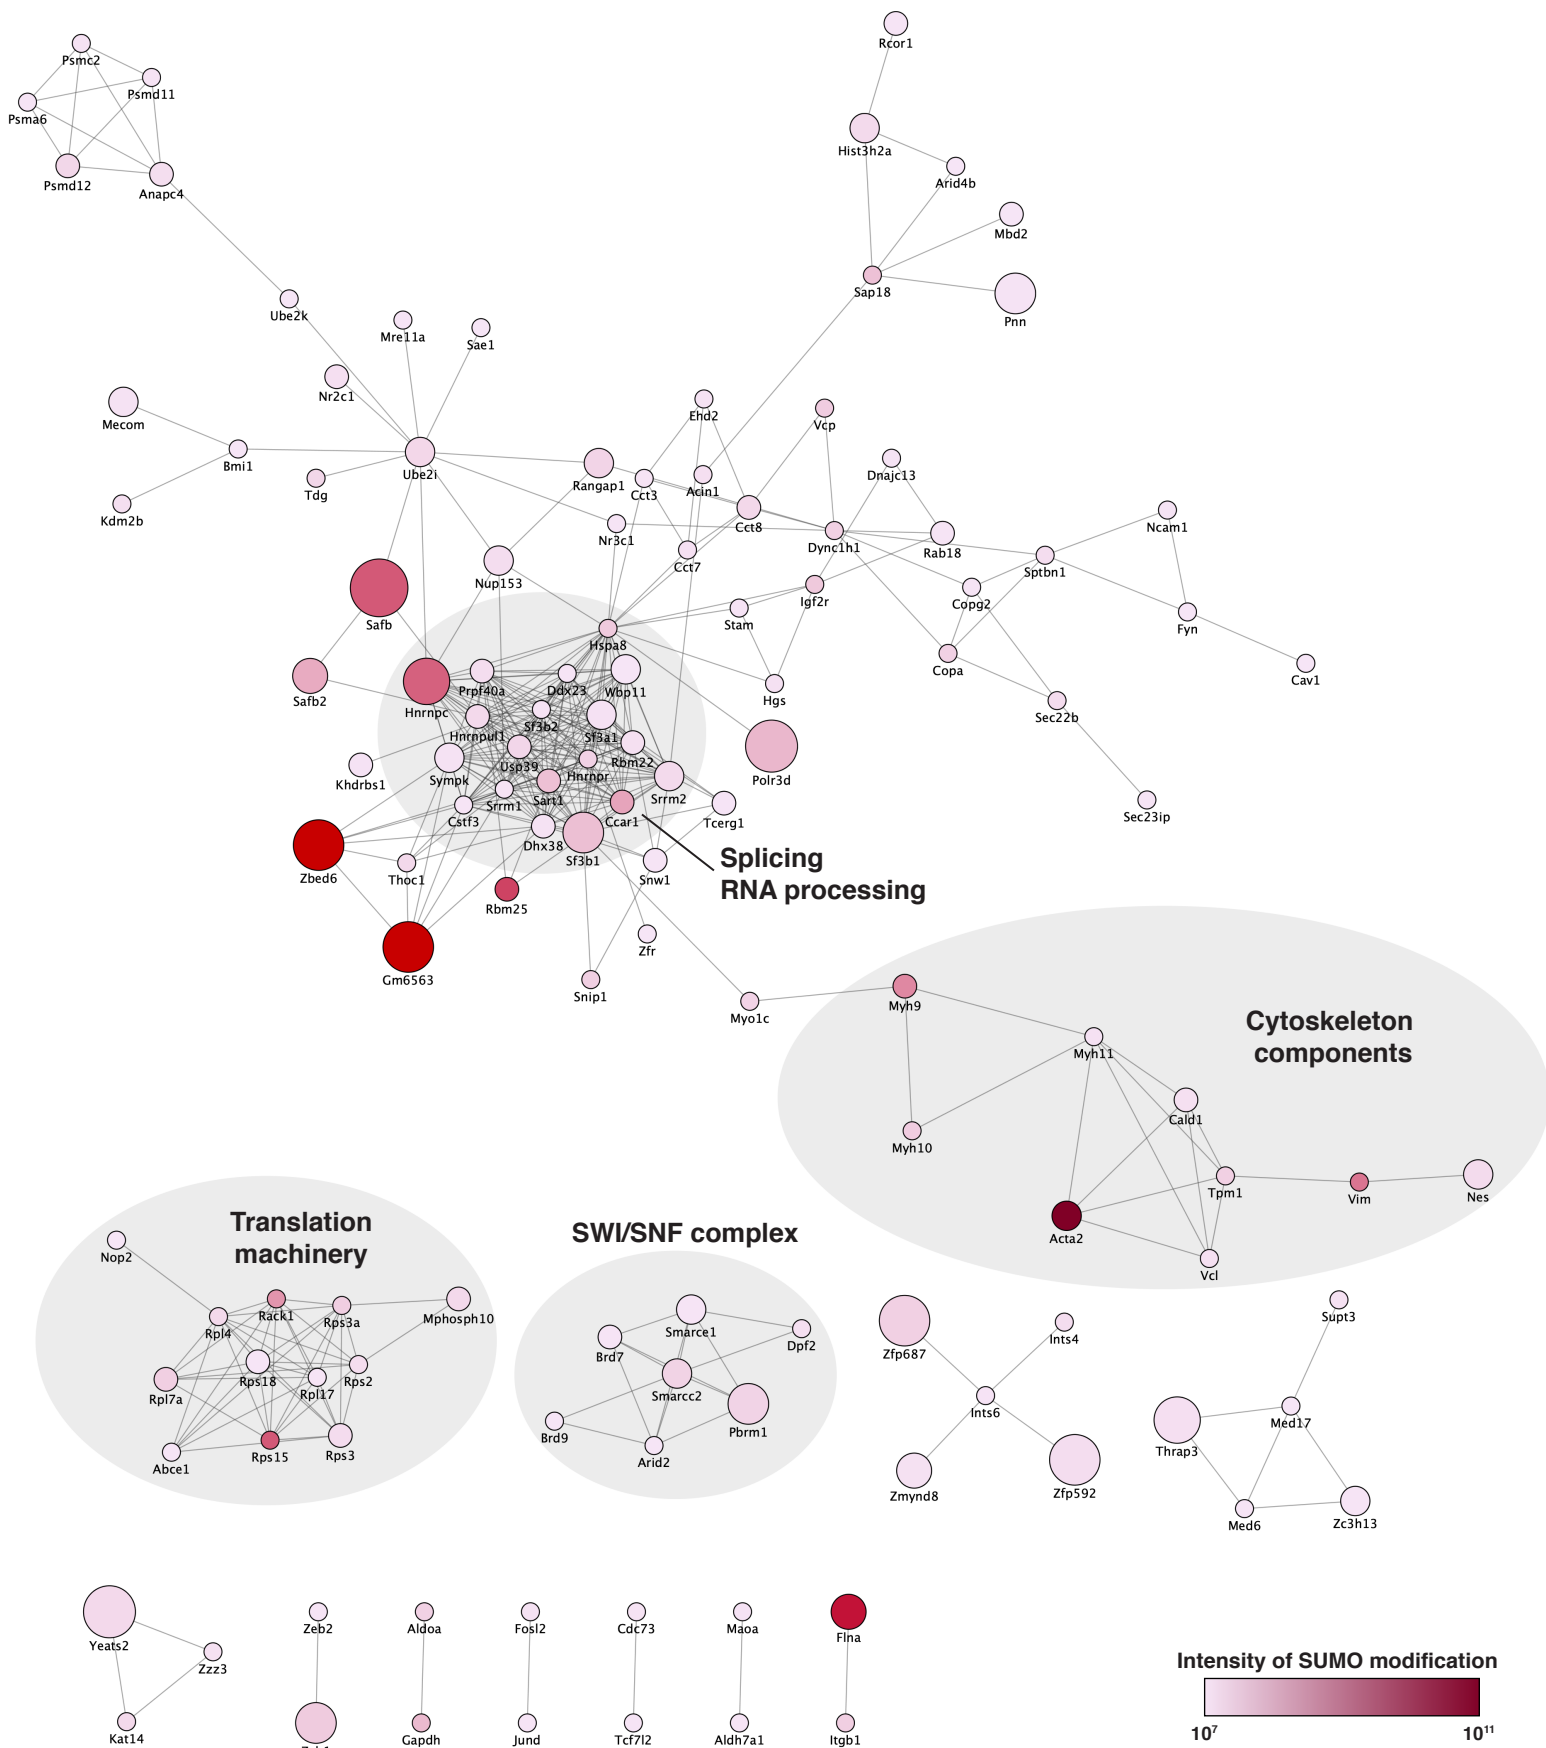 Rcor1
Psmc2
Psmd11
Psma6
Hist3h2a
Psmd12
Anapc4
Arid4b
Mbd2
Sap18
Ube2k
Pnn
Mre11a
Sae1
Nr2c1
Mecom
Ehd2
Vcp
Bmi1
Ube2i
Dnajc13
Tdg
Rangap1
Cct3
Acin1
Kdm2b
Cct8
Ncam1
Nr3c1
Dync1h1
Rab18
Nup153
Cct7
Sptbn1
Igf2r
Copg2
Safb
Stam
Fyn
Hspa8
Copa
Cav1
Safb2
Hnrnpc
Prpf40a
Ddx23
Wbp11
Hgs
Sec22b
Hnrnpul1
Sf3b2
Sf3a1
Khdrbs1
Sympk
Usp39
Hnrnpr
Rbm22
Polr3d
Srrm1
Sart1
Srrm2
Cstf3
Ccar1
Tcerg1
Sec23ip
Dhx38
Sf3b1
Splicing
RNA processing
Zbed6
Thoc1
Snw1
Rbm25
Zfr
Gm6563
Snip1
Myo1c
Myh9
Cytoskeleton
components
Myh11
Cald1
Myh10
Tpm1
Vim
Nes
Acta2
Vcl
Translation
machinery
SWI/SNF complex
Nop2
Rack1
Rps3a
Mphosph10
Rpl4
Rps18
Rpl17
Rps2
Rpl7a
Abce1
Rps15
Rps3
Smarce1
Brd7
Dpf2
Smarcc2
Brd9
Pbrm1
Arid2
Zfp687
Ints4
Ints6
Zmynd8
Zfp592
Supt3
Med17
Thrap3
Med6
Zc3h13
Yeats2
Zzz3
Kat14
Zeb2
Aldoa
Fosl2
Cdc73
Maoa
Flna
Gapdh
Jund
Tcf7l2
Aldh7a1
Itgb1
Intensity of SUMO modification
10⁷
10¹¹